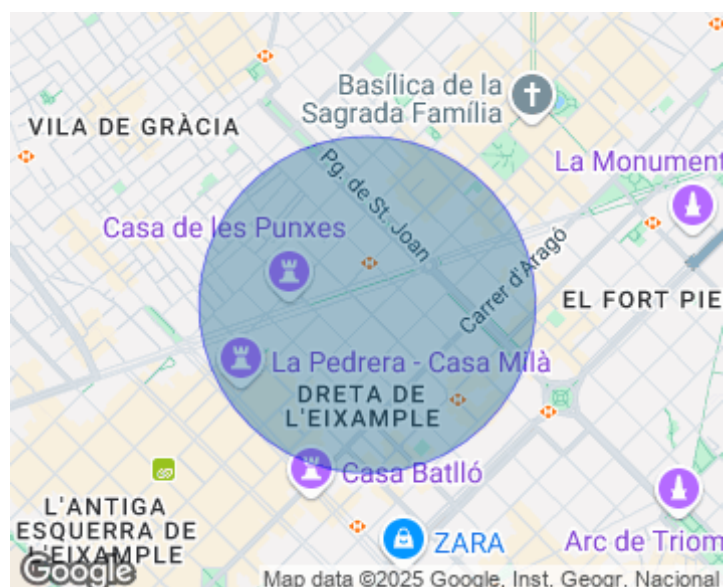 Basílica de la
Sagrada Família
VILA DE GRÀCIA
Pg. de St. Joan
La Monument
Casa de les Punxes
Carrer d'Aragó
EL FORT PIE
La Pedrera - Casa Milà
DRETA DE
L'EIXAMPLE
Casa Batlló
L'ANTIGA
ESQUERRA DE
L'EIXAMPLE
ZARA
Arc de Triom
Google
Map data ©2025 Google, Inst. Geogr. Nacional